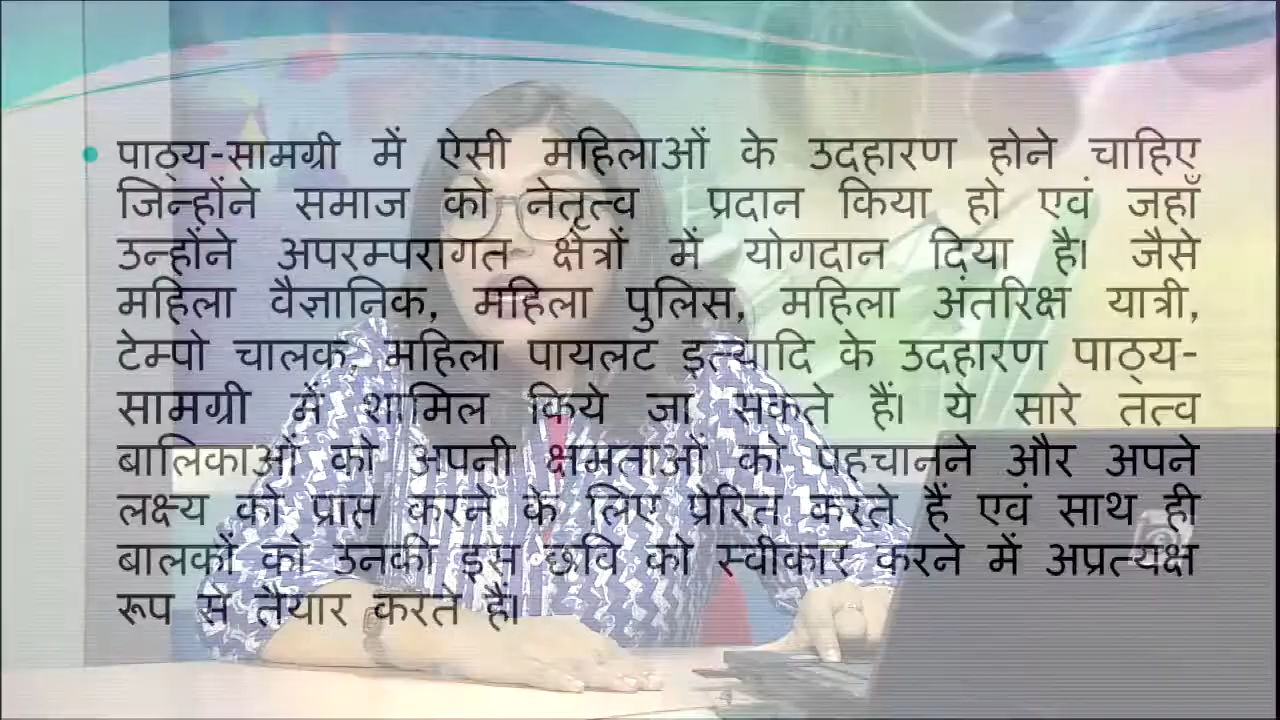 पाठ्य-सामग्री में ऐसी महिलाओं के उदहारण होने चाहिए
जिन्होंने समाज को नेतृत्व प्रदान किया हो एवं जहाँ
उन्होंने अपरम्परागत क्षेत्रों में योगदान दिया है। जैसे
महिला वैज्ञानिक, महिला पुलिस, महिला अंतरिक्ष यात्री,
टेम्पो चालक, महिला पायलट इत्यादि के उदहारण पाठ्य-
सामग्री में शामिल किये जा सकते हैं। ये सारे तत्व
बालिकाओं को अपनी क्षमताओं को पहचानने और अपने
लक्ष्य को प्राप्त करने के लिए प्रेरित करते हैं एवं साथ ही
बालकों को उनकी इस छवि को स्वीकार करने में अप्रत्यक्ष
रूप से तैयार करते हैं।